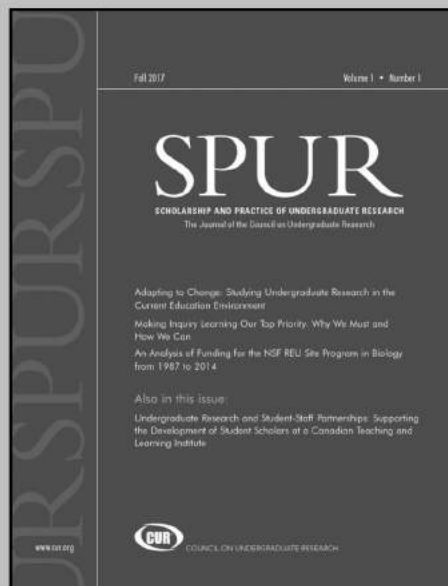 Fall 2017
Volume 1 • Number 1
SPUR
SCHOLARSHIP AND PRACTICE OF UNDERGRADUATE RESEARCH
The Journal of the Council on Undergraduate Research
Adapting to Change: Studying Undergraduate Research in the
Current Education Environment
Making Inquiry Learning Our Top Priority: Why We Must and
How We Can
An Analysis of Funding for the NSF REU Site Program in Biology
from 1987 to 2014
Also in this issue:
Undergraduate Research and Student-Staff Partnerships: Supporting
the Development of Student Scholars at a Canadian Teaching and
Learning Institute
URSPURSPU
www.cur.org
CUR
COUNCIL ON UNDERGRADUATE RESEARCH